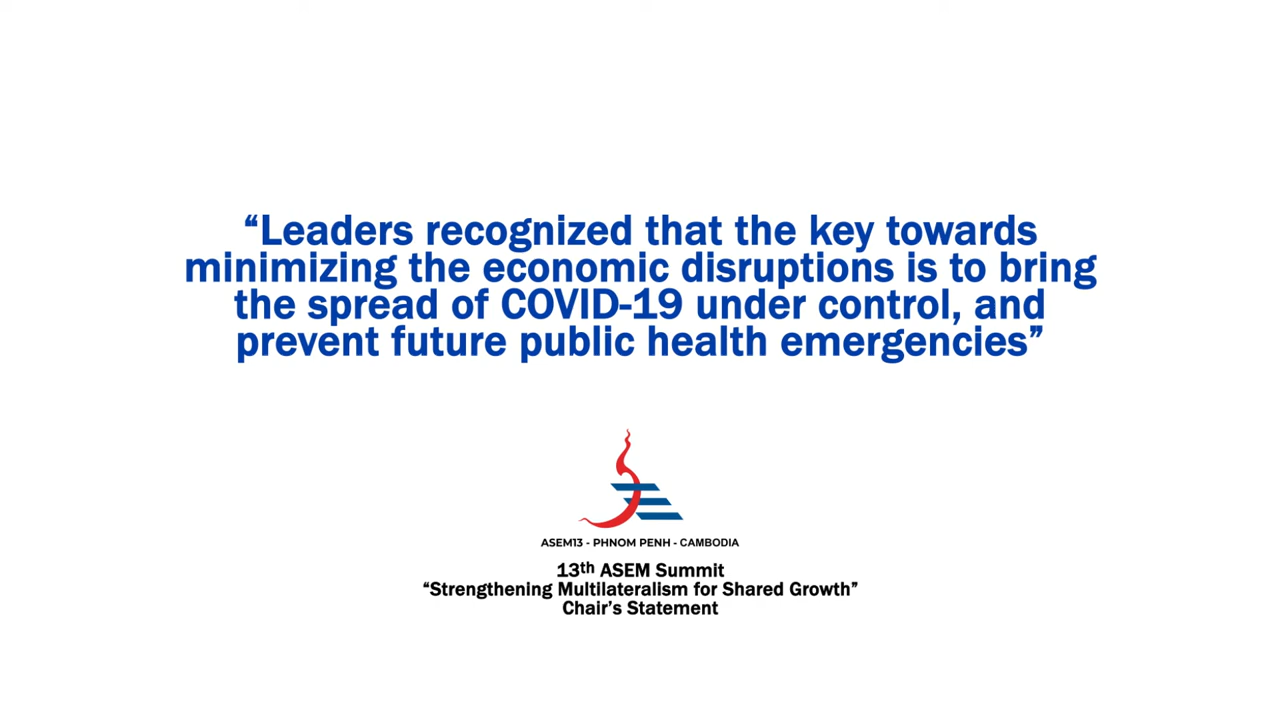 “Leaders recognized that the key towards
minimizing the economic disruptions is to bring
the spread of COVID-19 under control, and
prevent future public health emergencies”
ASEM13 - PHNOM PENH - CAMBODIA
13th ASEM Summit
“Strengthening Multilateralism for Shared Growth”
Chair’s Statement